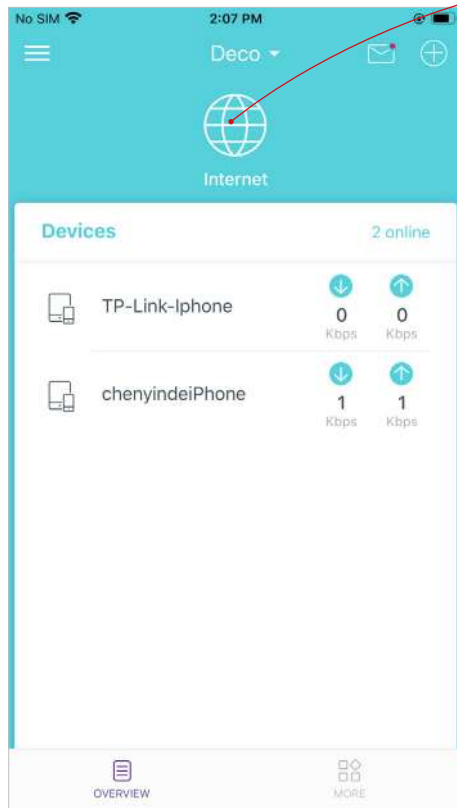 No SIM 2:07 PM
Deco
Internet
Devices 2 online
TP-Link-Iphone 0 0
Kbps Kbps
chenyindeiPhone 1 1
Kbps Kbps
OVERVIEW MORE